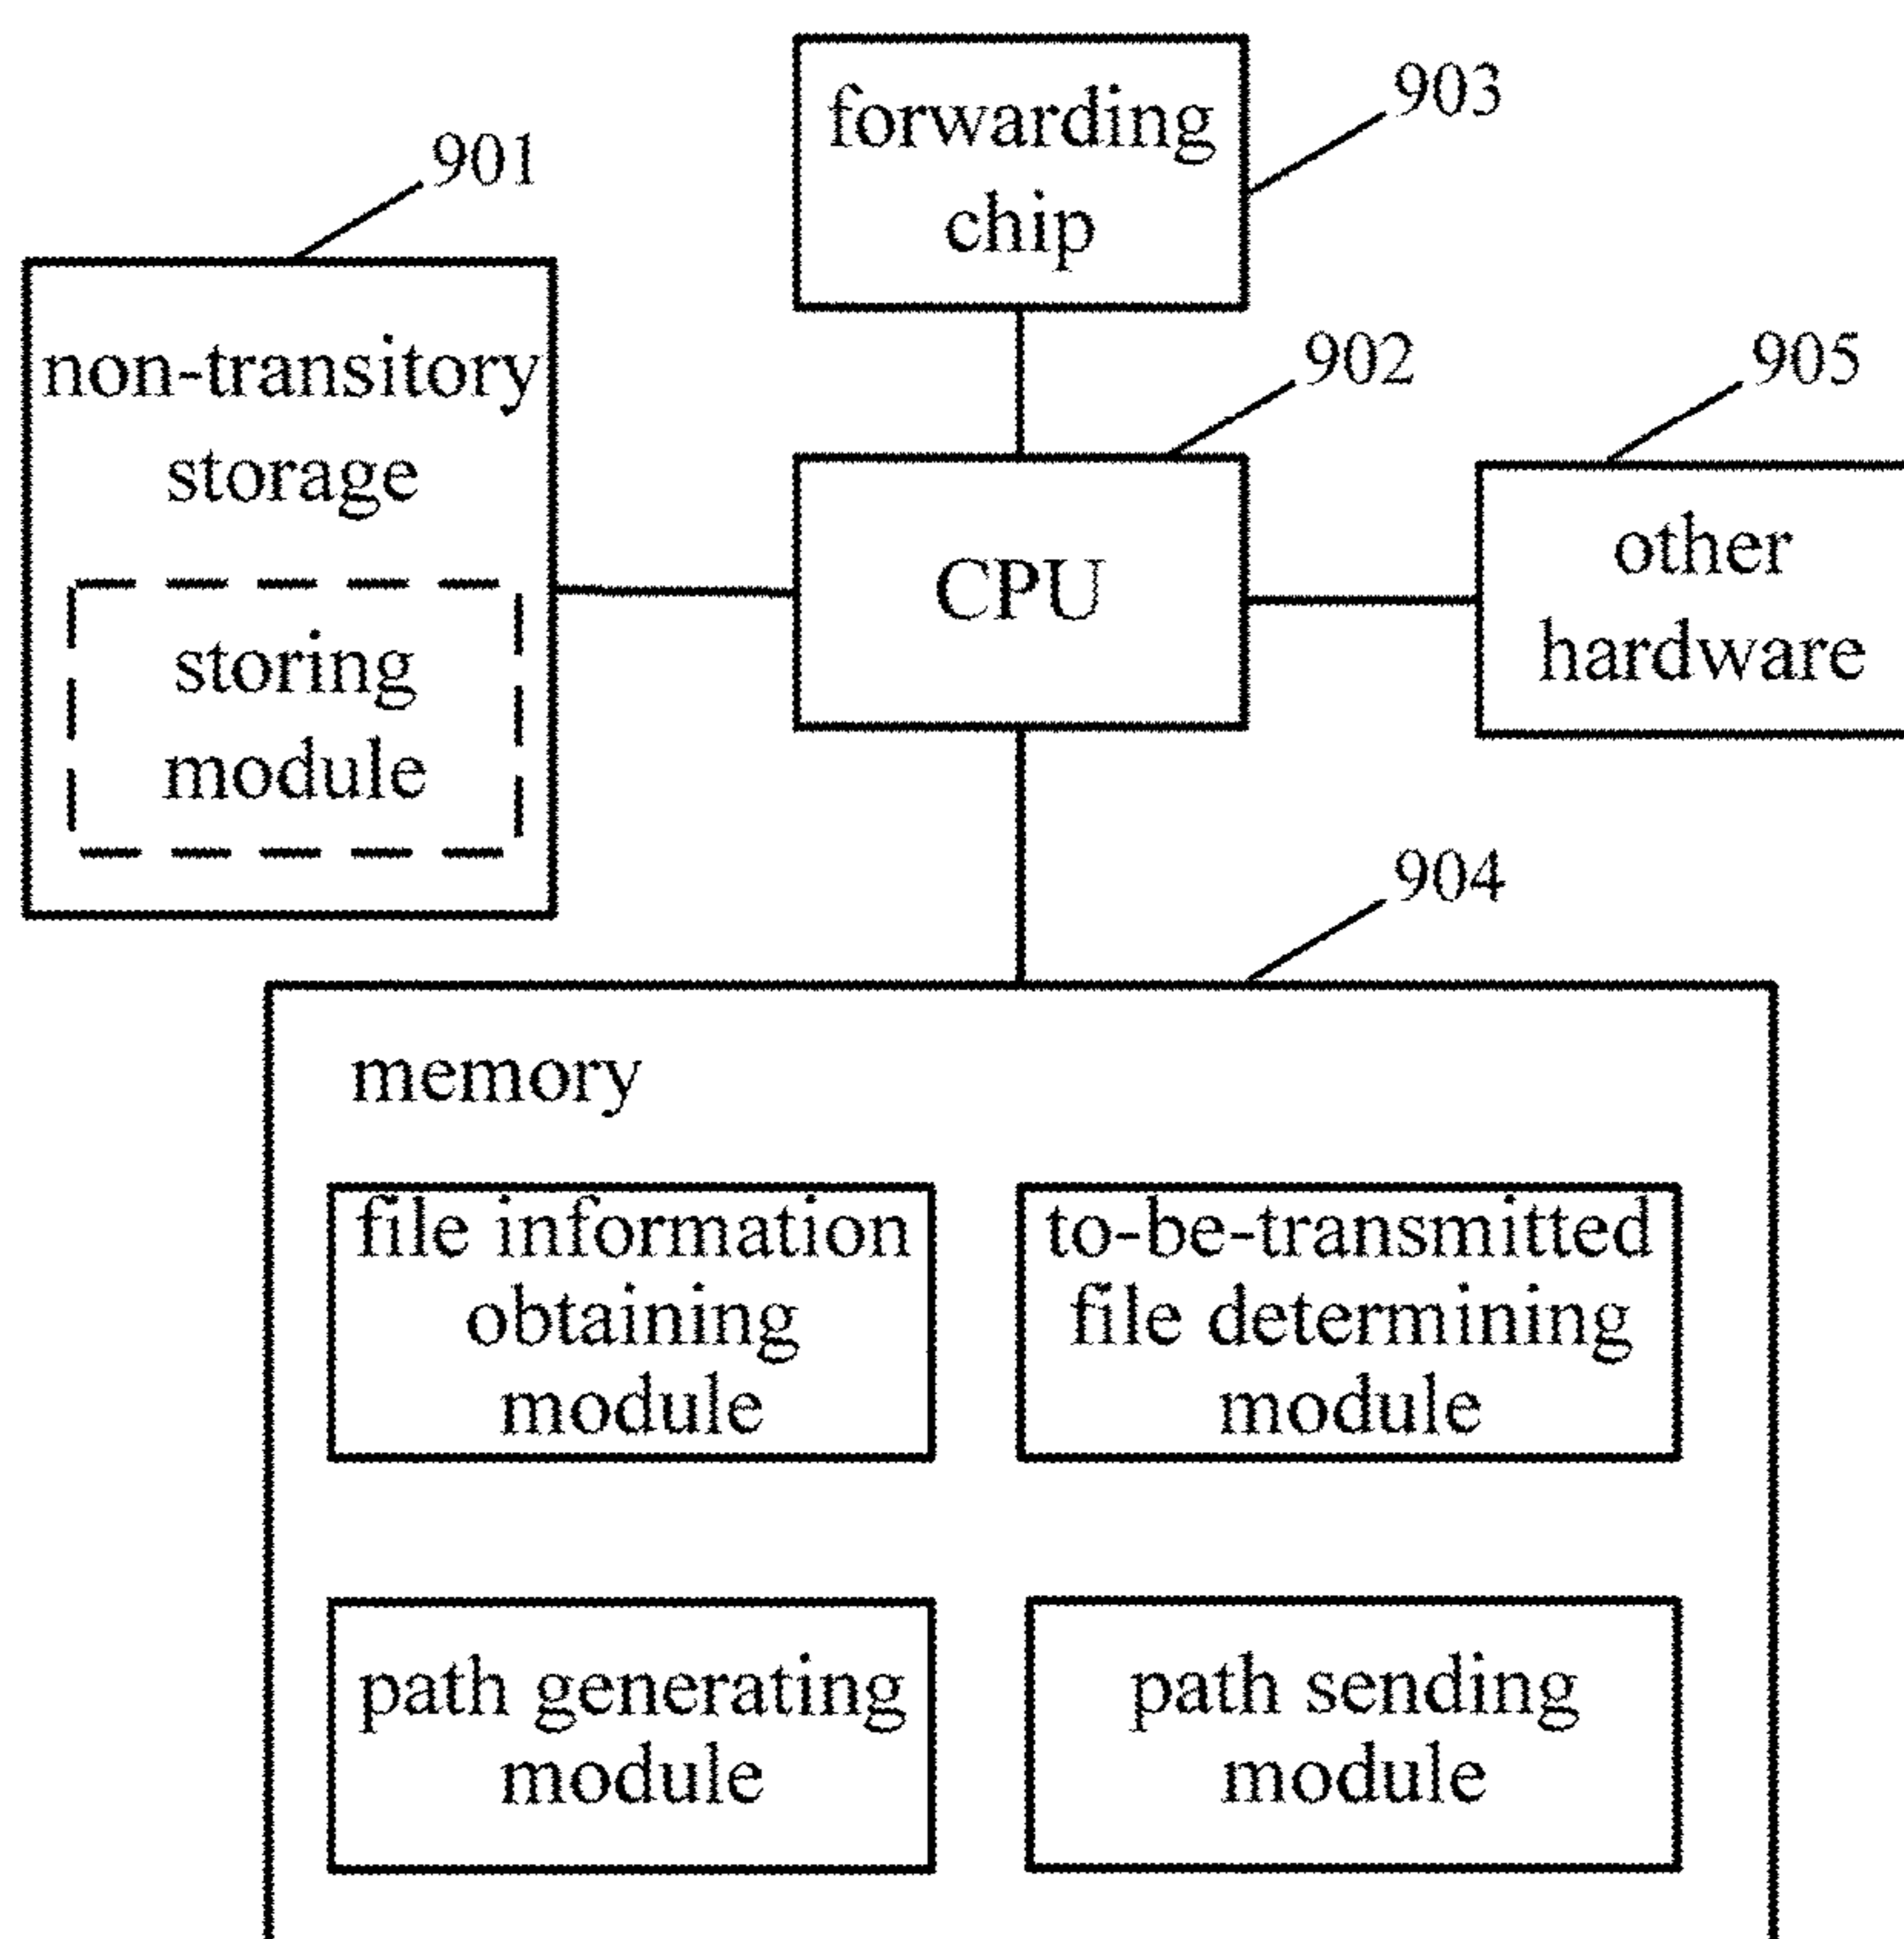 903
forwarding
chip
901
non-transitory
storage
storing
module
902
CPU
905
other
hardware
904
memory
file information
obtaining
module
to-be-transmitted
file determining
module
path generating
module
path sending
module